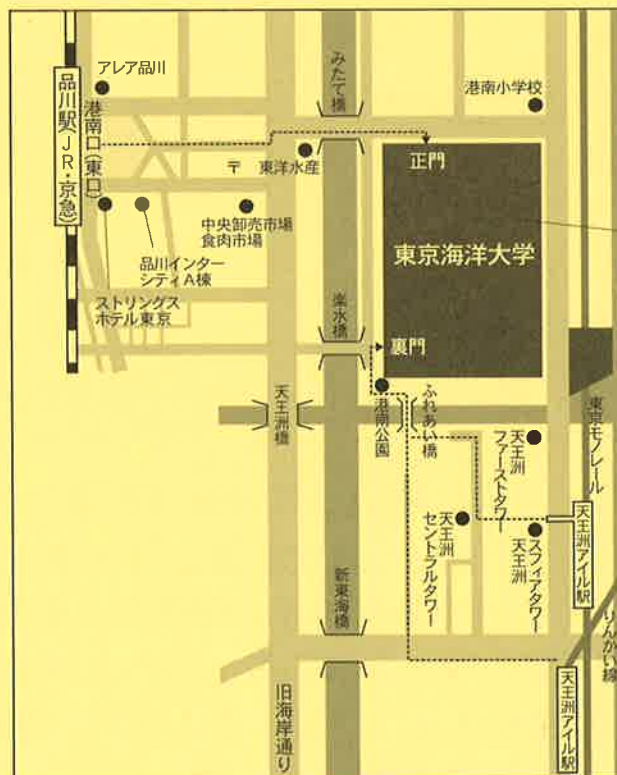 アレア品川
品川駅(JR・京急)
港南口(東口)
みたて橋
港南小学校
〒 東洋水産
正門
中央卸売市場
食肉市場
東京海洋大学
品川インター
シティA棟
ストリングス
ホテル東京
楽水橋
裏門
天王洲橋
港南公園
ふれあい橋
東京モノレール
天王洲
ファーストタワー
天王洲
セントラルタワー
スフィアタワー
天王洲
天王洲アイル駅
新東海橋
りんかい線
旧海岸通り
天王洲アイル駅